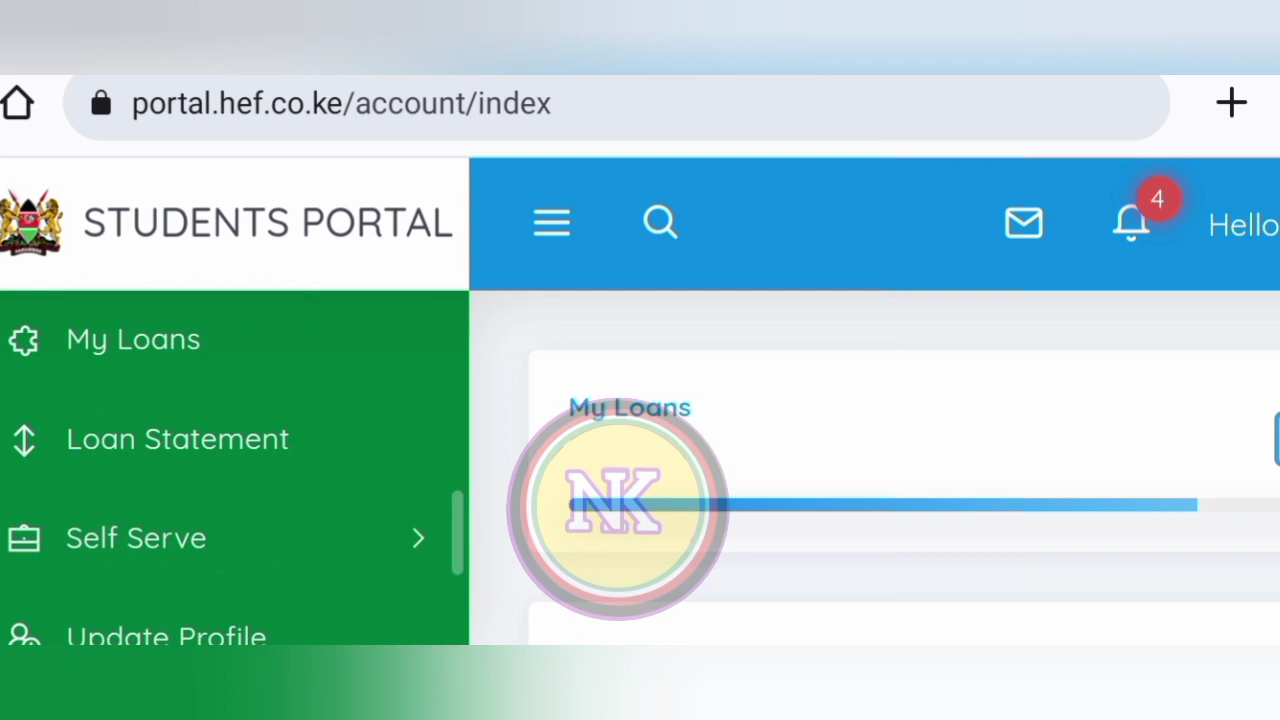 portal.hef.co.ke/account/index
STUDENTS PORTAL
4
Hello
My Loans
Loan Statement
Self Serve
Update Profile
My Loans
NK